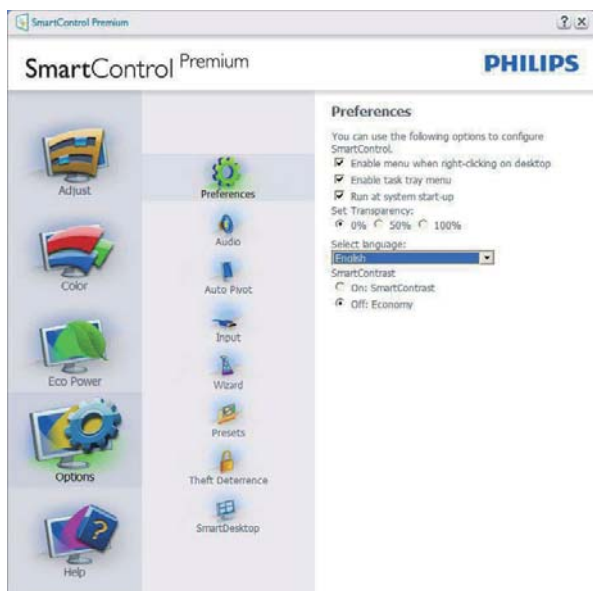 SmartControl Premium
SmartControl Premium
PHILIPS
Adjust
Color
Eco Power
Options
Help
Preferences
Audio
Auto Pivot
Input
Wizard
Presets
Theft Deterrence
SmartDesktop
Preferences
You can use the following options to configure
SmartControl.
Enable menu when right-clicking on desktop
Enable task tray menu
Run at system start-up
Set Transparency:
0% 50% 100%
Select language:
English
SmartContrast
On: SmartContrast
Off: Economy